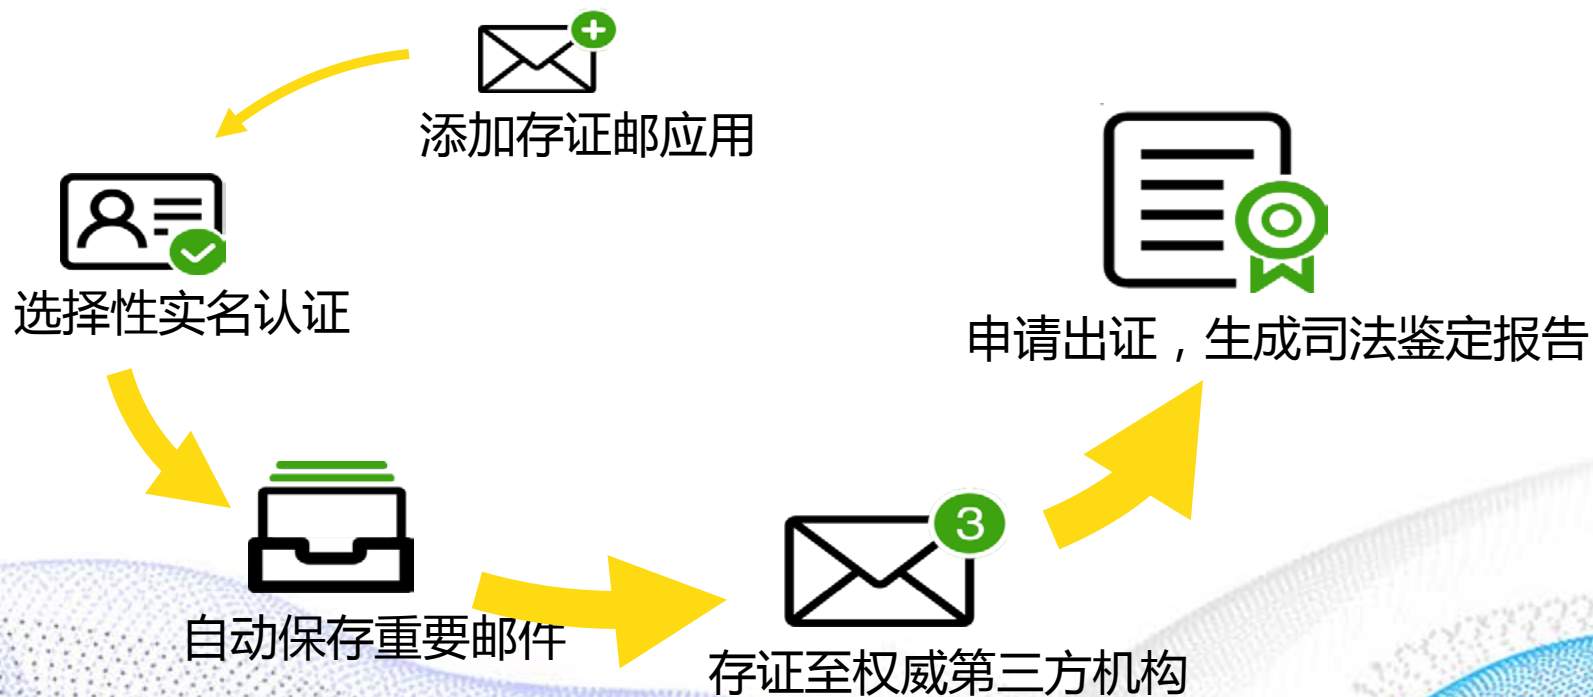 添加存证邮应用
选择性实名认证
自动保存重要邮件
3
存证至权威第三方机构
申请出证，生成司法鉴定报告